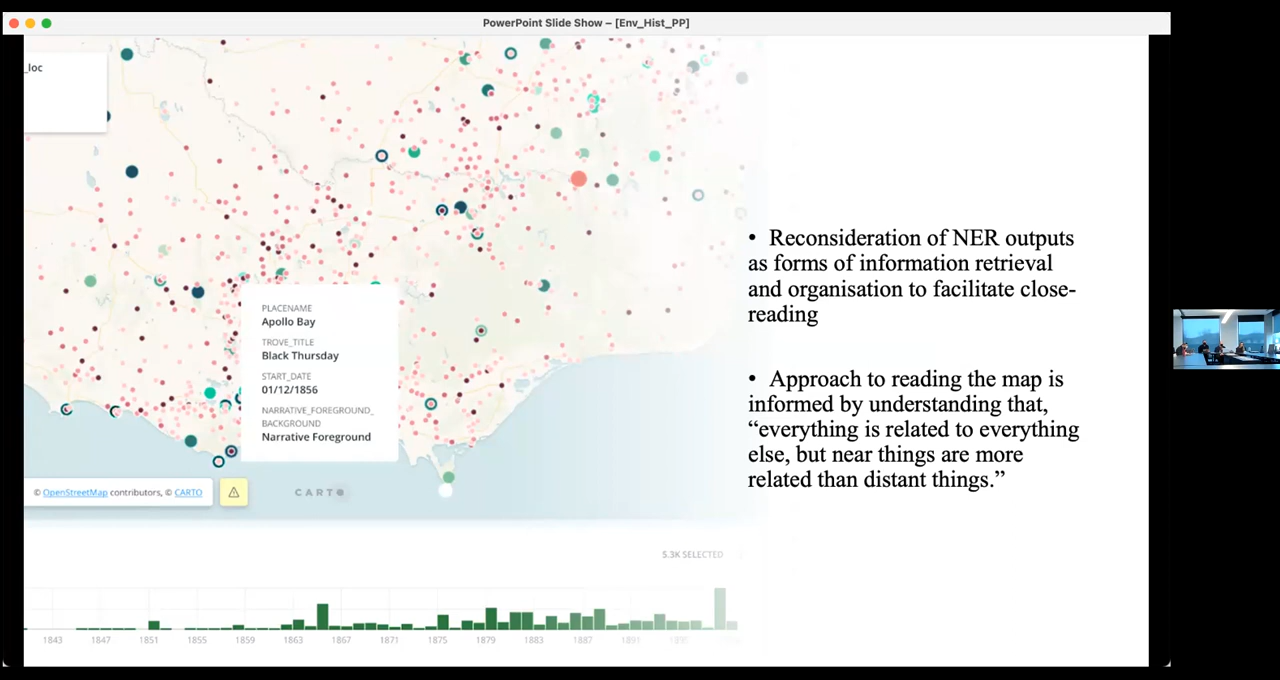 PowerPoint Slide Show – [Env_Hist_PP]
_loc
PLACENAME
Apollo Bay
TROVE_TITLE
Black Thursday
START_DATE
01/12/1856
NARRATIVE_FOREGROUND_
BACKGROUND
Narrative Foreground
© OpenStreetMap contributors, © CARTO
CARTO
5.3K SELECTED
1843 1847 1851 1855 1859 1863 1867 1871 1875 1879 1883 1887 1891 1895
• Reconsideration of NER outputs
as forms of information retrieval
and organisation to facilitate close-
reading
• Approach to reading the map is
informed by understanding that,
“everything is related to everything
else, but near things are more
related than distant things.”